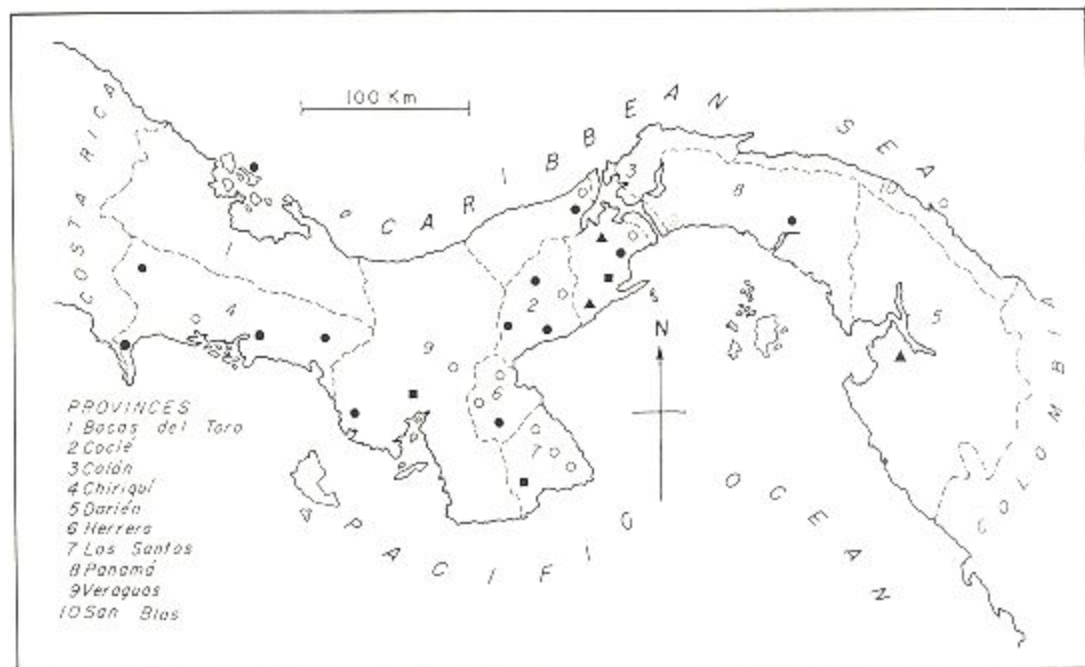 100 Km
CARIBBEAN SEA
COSTA RICA
3
8
10
4
2
5
9
6
7
N
COLOMBIA
PACIFIC OCEAN
PROVINCES
1 Bocas del Toro
2 Coclé
3 Colón
4 Chiriquí
5 Darién
6 Herrera
7 Los Santos
8 Panamá
9 Veraguas
10 San Blas